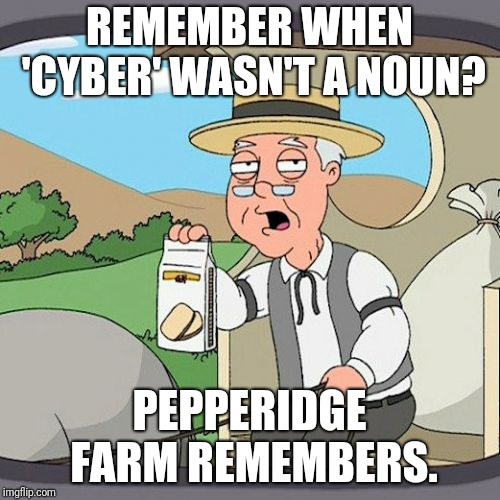 REMEMBER WHEN
'CYBER' WASN'T A NOUN?
PEPPERIDGE
FARM REMEMBERS.
imgflip.com